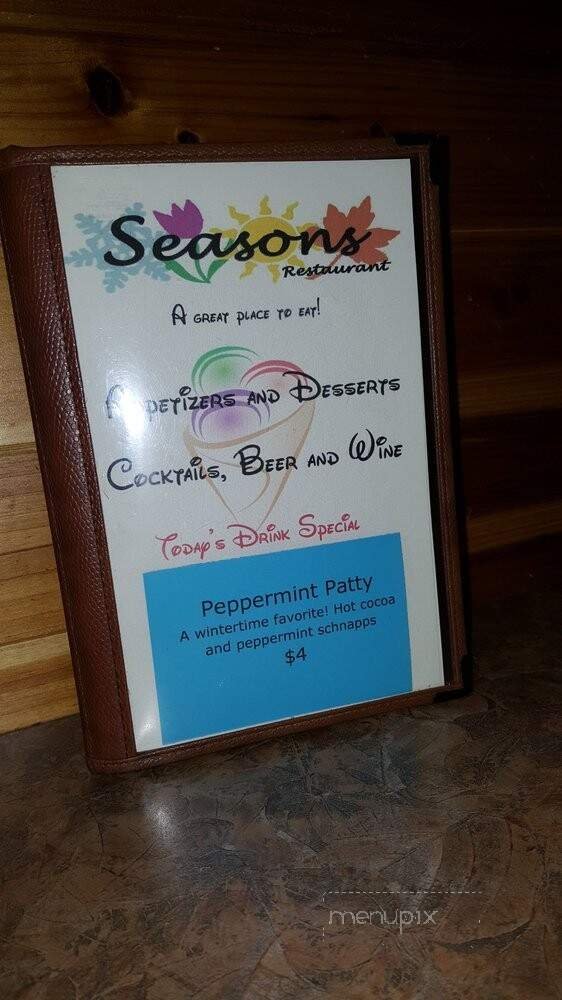 Seasons
Restaurant
A GREAT PLACE TO EAT!
APPETIZERS AND DESSERTS
COCKTAILS, BEER AND WINE
TODAY'S DRINK SPECIAL
Peppermint Patty
A wintertime favorite! Hot cocoa
and peppermint schnapps
$4
menupix